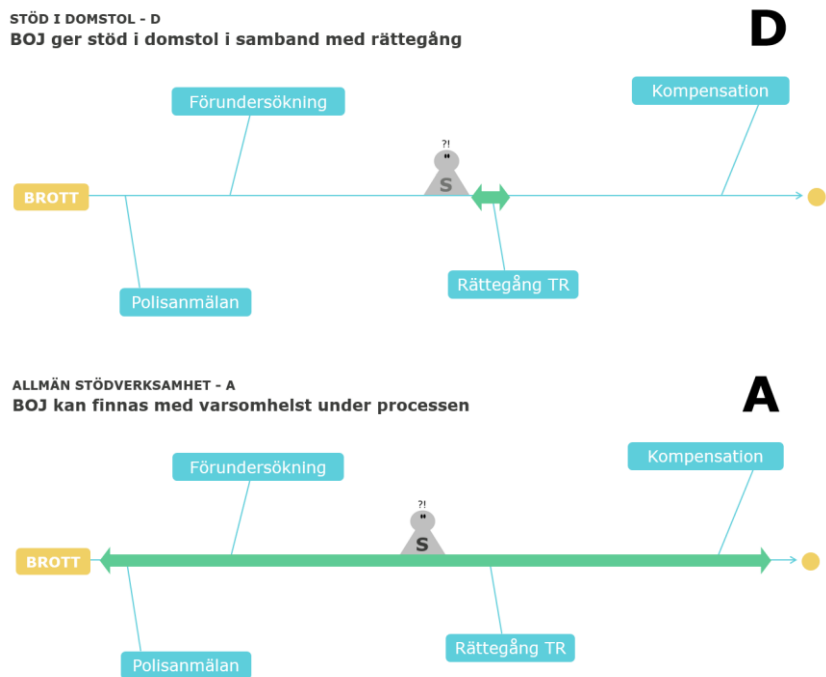 STÖD I DOMSTOL - D
BOJ ger stöd i domstol i samband med rättegång
D
Förundersökning
Kompensation
?!
"
S
BROTT
Polisanmälan
Rättegång TR
ALLMÄN STÖDVERKSAMHET - A
BOJ kan finnas med varsomhelst under processen
A
Förundersökning
Kompensation
?!
"
S
BROTT
Polisanmälan
Rättegång TR